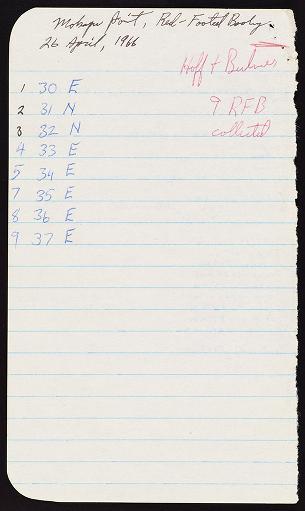 Mokapu Point, Red-Footed Booby
26 April, 1966
Hoff +
9 RFB
collected
1 30 E
2 31 N
3 32 N
4 33 E
5 34 E
7 35 E
8 36 E
9 37 E